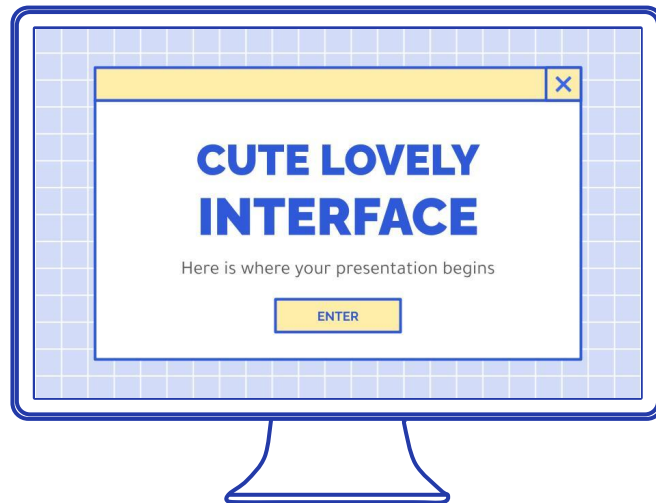 CUTE LOVELY
INTERFACE
Here is where your presentation begins
ENTER